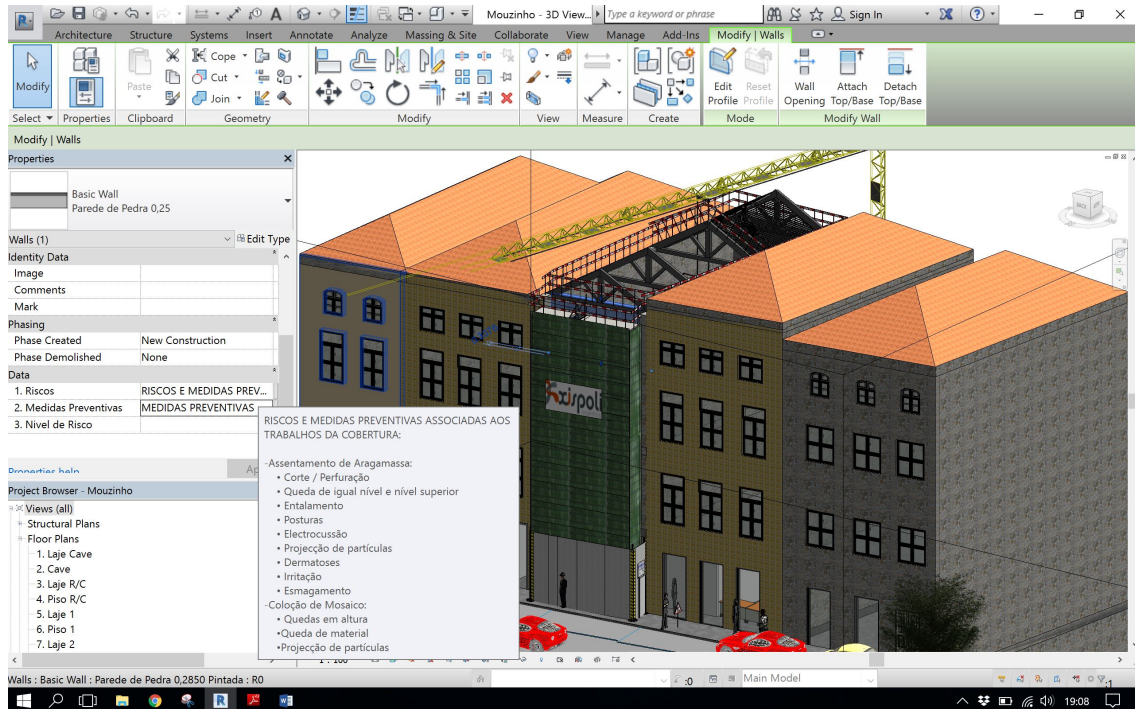 Mouzinho - 3D View...
Type a keyword or phrase
Sign In
Architecture Structure Systems Insert Annotate Analyze Massing & Site Collaborate View Manage Add-Ins Modify | Walls
Modify
Paste
Cope
Cut
Join
Edit Profile
Reset Profile
Wall Opening
Attach Top/Base
Detach Top/Base
Select Properties Clipboard Geometry Modify View Measure Create Mode Modify Wall
Modify | Walls
Properties
Basic Wall
Parede de Pedra 0,25
Walls (1) Edit Type
Identity Data
Image
Comments
Mark
Phasing
Phase Created New Construction
Phase Demolished None
Data
1. Riscos RISCOS E MEDIDAS PREV...
2. Medidas Preventivas MEDIDAS PREVENTIVAS
3. Nivel de Risco
Properties help
Project Browser - Mouzinho
Views (all)
Structural Plans
Floor Plans
1. Laje Cave
2. Cave
3. Laje R/C
4. Piso R/C
5. Laje 1
6. Piso 1
7. Laje 2
RISCOS E MEDIDAS PREVENTIVAS ASSOCIADAS AOS
TRABALHOS DA COBERTURA:
-Assentamento de Aragamassa:
• Corte / Perfuração
• Queda de igual nível e nível superior
• Entalamento
• Posturas
• Electrocussão
• Projecção de partículas
• Dermatoses
• Irritação
• Esmagamento
-Coloção de Mosaico:
• Quedas em altura
•Queda de material
•Projecção de partículas
1 : 100
Walls : Basic Wall : Parede de Pedra 0,2850 Pintada : R0
:0
Main Model
:1
19:08